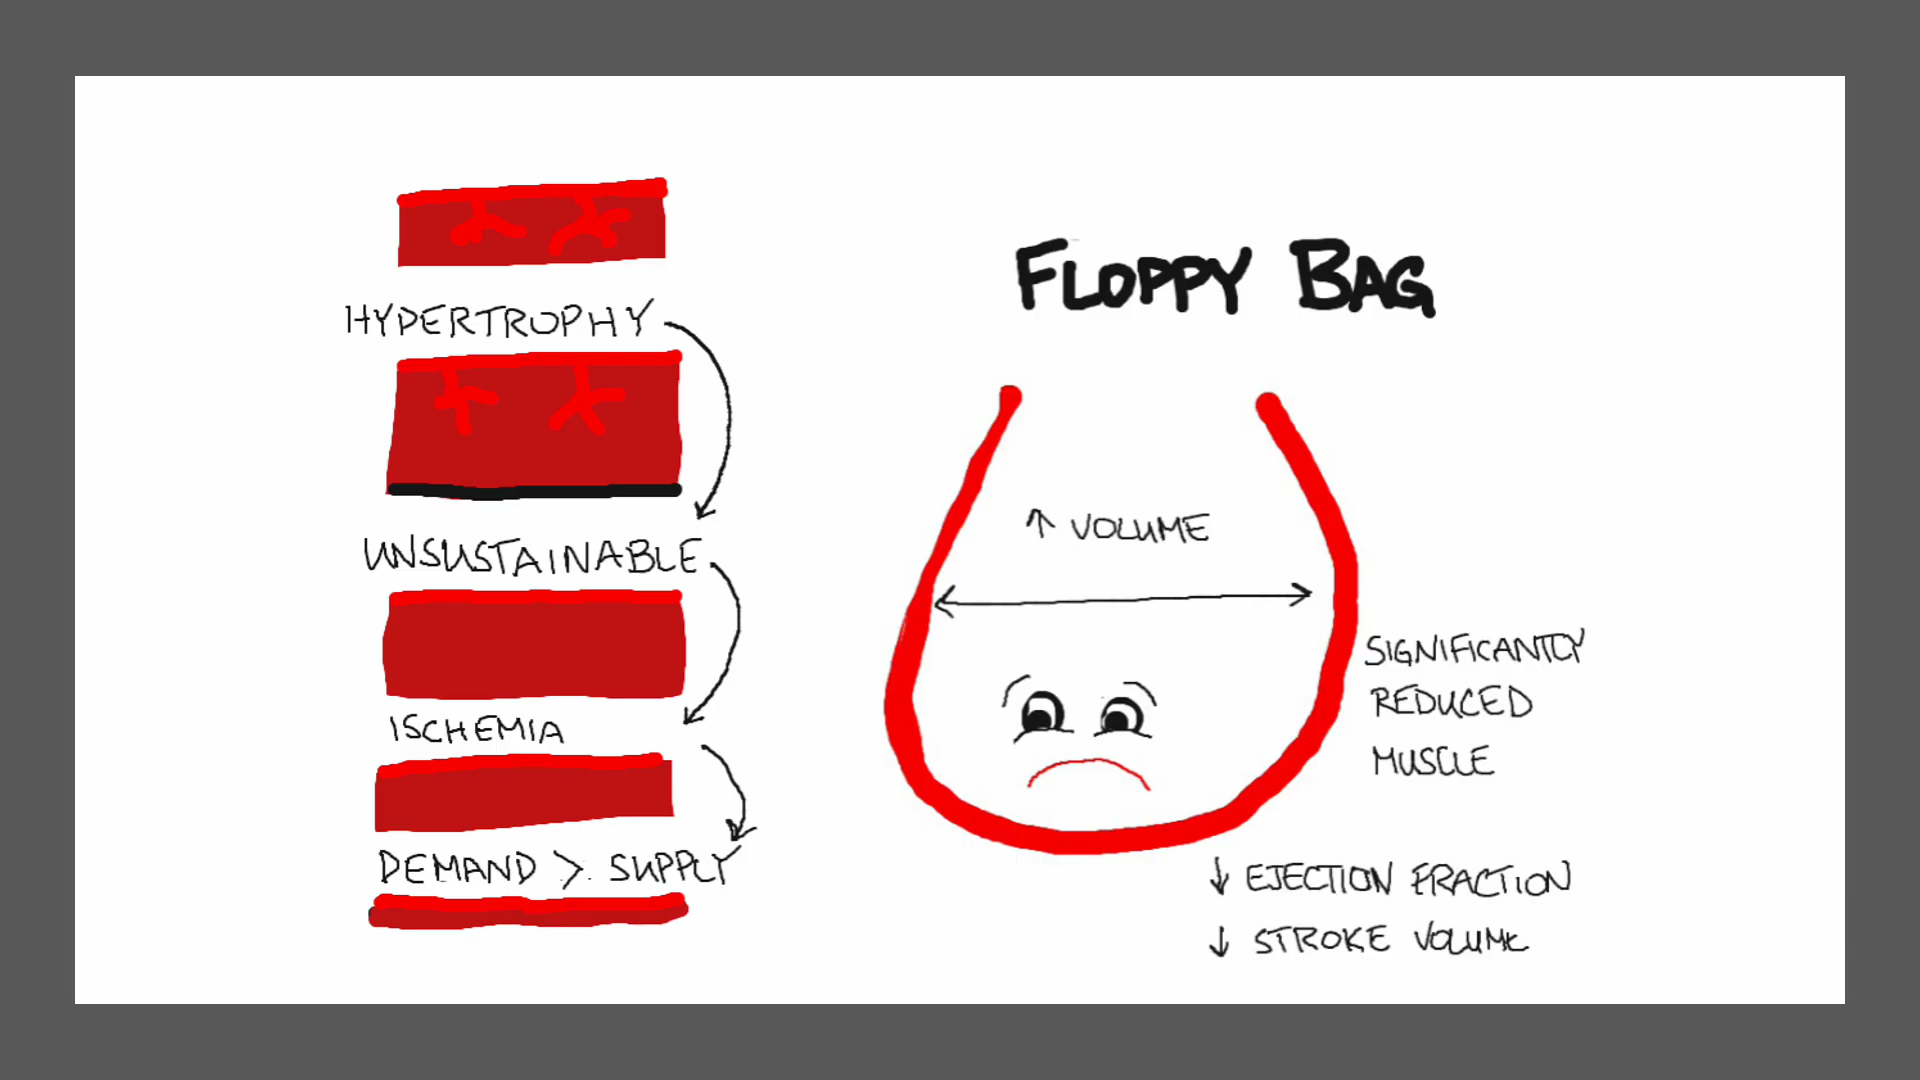 HYPERTROPHY
UNSUSTAINABLE
ISCHEMIA
DEMAND > SUPPLY
FLOPPY BAG
↑ VOLUME
SIGNIFICANTLY
REDUCED
MUSCLE
↓ EJECTION FRACTION
↓ STROKE VOLUME